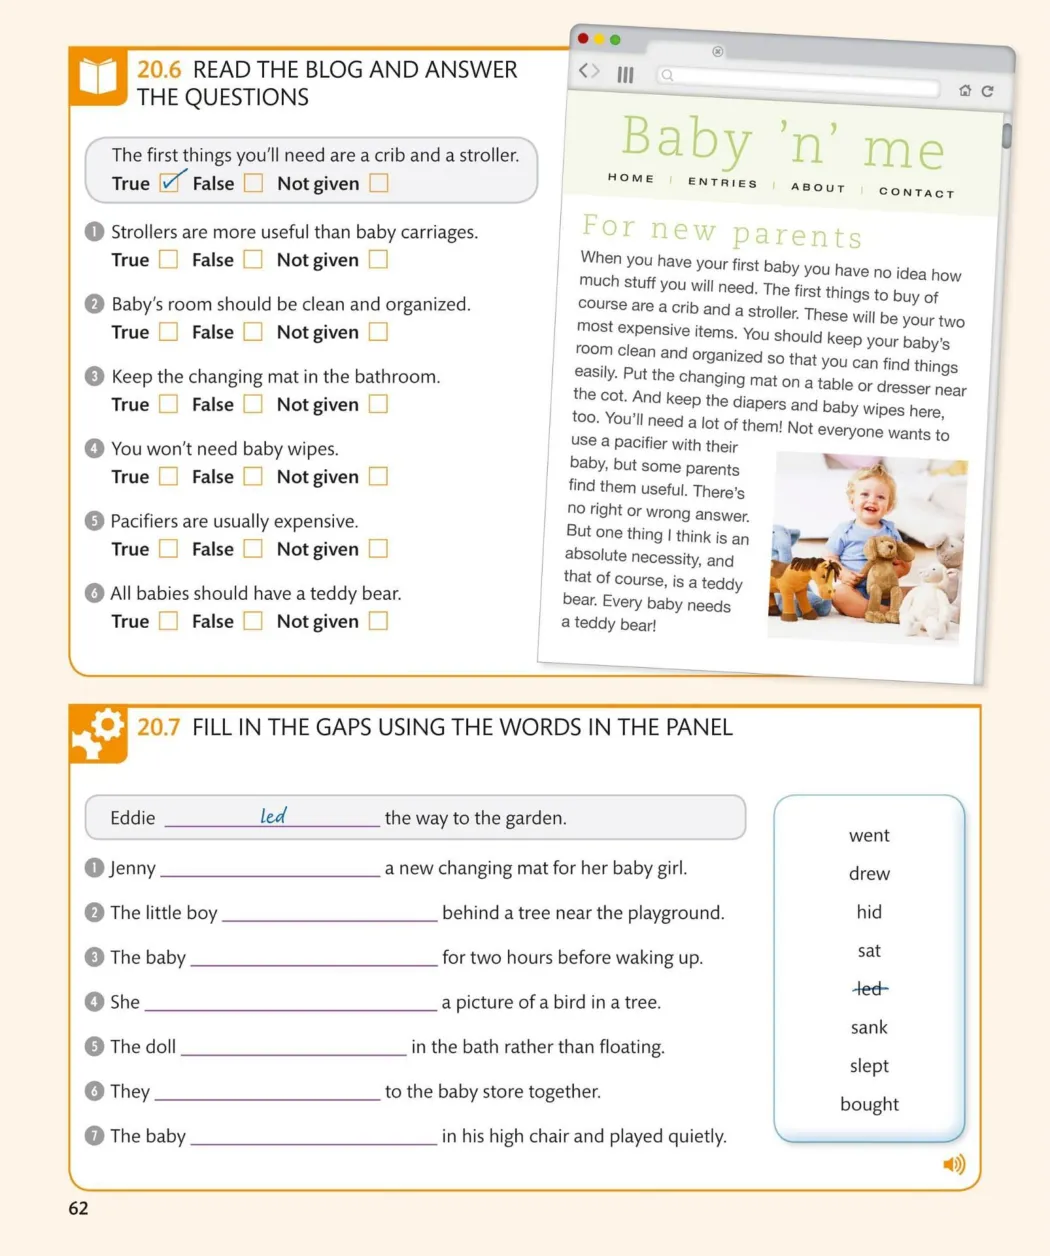 20.6 READ THE BLOG AND ANSWER
THE QUESTIONS
The first things you'll need are a crib and a stroller.
True ✓ False Not given
1 Strollers are more useful than baby carriages.
True False Not given
2 Baby's room should be clean and organized.
True False Not given
3 Keep the changing mat in the bathroom.
True False Not given
4 You won't need baby wipes.
True False Not given
5 Pacifiers are usually expensive.
True False Not given
6 All babies should have a teddy bear.
True False Not given
Baby 'n' me
HOME | ENTRIES | ABOUT | CONTACT
For new parents
When you have your first baby you have no idea how
much stuff you will need. The first things to buy of
course are a crib and a stroller. These will be your two
most expensive items. You should keep your baby's
room clean and organized so that you can find things
easily. Put the changing mat on a table or dresser near
the cot. And keep the diapers and baby wipes here,
too. You'll need a lot of them! Not everyone wants to
use a pacifier with their
baby, but some parents
find them useful. There's
no right or wrong answer.
But one thing I think is an
absolute necessity, and
that of course, is a teddy
bear. Every baby needs
a teddy bear!
20.7 FILL IN THE GAPS USING THE WORDS IN THE PANEL
Eddie led the way to the garden.
1 Jenny a new changing mat for her baby girl.
2 The little boy behind a tree near the playground.
3 The baby for two hours before waking up.
4 She a picture of a bird in a tree.
5 The doll in the bath rather than floating.
6 They to the baby store together.
7 The baby in his high chair and played quietly.
went
drew
hid
sat
led
sank
slept
bought
62